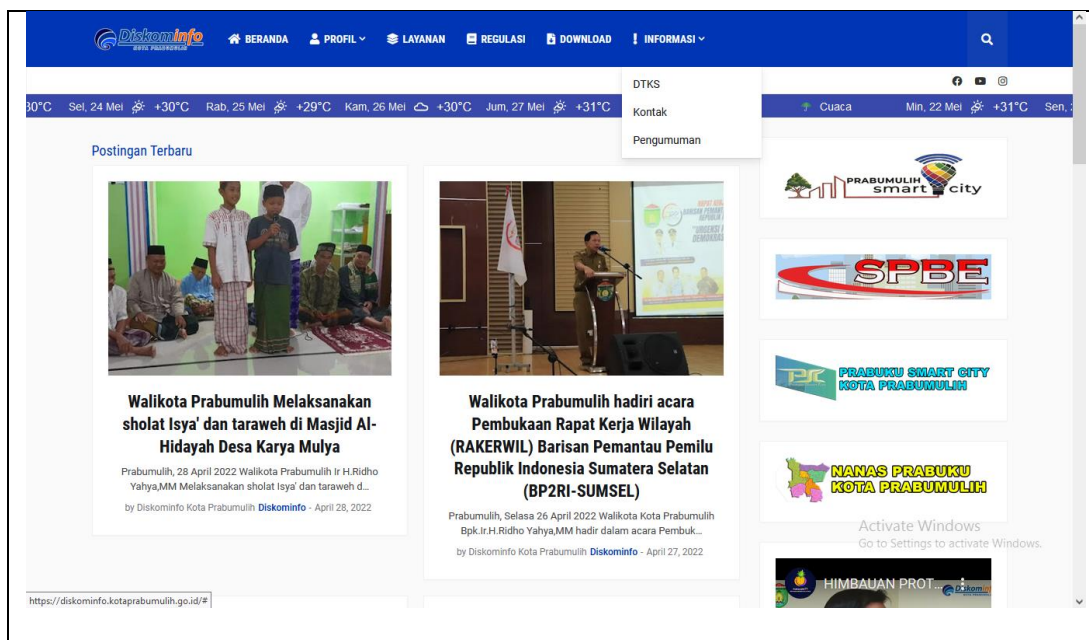 Diskominfo
KOTA PRABUMULIH
BERANDA
PROFIL
LAYANAN
REGULASI
DOWNLOAD
INFORMASI
DTKS
Kontak
Pengumuman
30°C Sel, 24 Mei +30°C Rab, 25 Mei +29°C Kam, 26 Mei +30°C Jum, 27 Mei +31°C Cuaca Min, 22 Mei +31°C Sen,
Postingan Terbaru
Walikota Prabumulih Melaksanakan
sholat Isya' dan taraweh di Masjid Al-
Hidayah Desa Karya Mulya
Prabumulih, 28 April 2022 Walikota Prabumulih Ir H.Ridho
Yahya,MM Melaksanakan sholat Isya' dan taraweh d...
by Diskominfo Kota Prabumulih Diskominfo - April 28, 2022
Walikota Prabumulih hadiri acara
Pembukaan Rapat Kerja Wilayah
(RAKERWIL) Barisan Pemantau Pemilu
Republik Indonesia Sumatera Selatan
(BP2RI-SUMSEL)
Prabumulih, Selasa 26 April 2022 Walikota Kota Prabumulih
Bpk.Ir.H.Ridho Yahya,MM hadir dalam acara Pembuk...
by Diskominfo Kota Prabumulih Diskominfo - April 27, 2022
PRABUMULIH
smart city
SPBE
PSC
PRABUKU SMART CITY
KOTA PRABUMULIH
NANAS PRABUKU
KOTA PRABUMULIH
Activate Windows
Go to Settings to activate Windows.
HIMBAUAN PROT...
https://diskominfo.kotaprabumulih.go.id/#